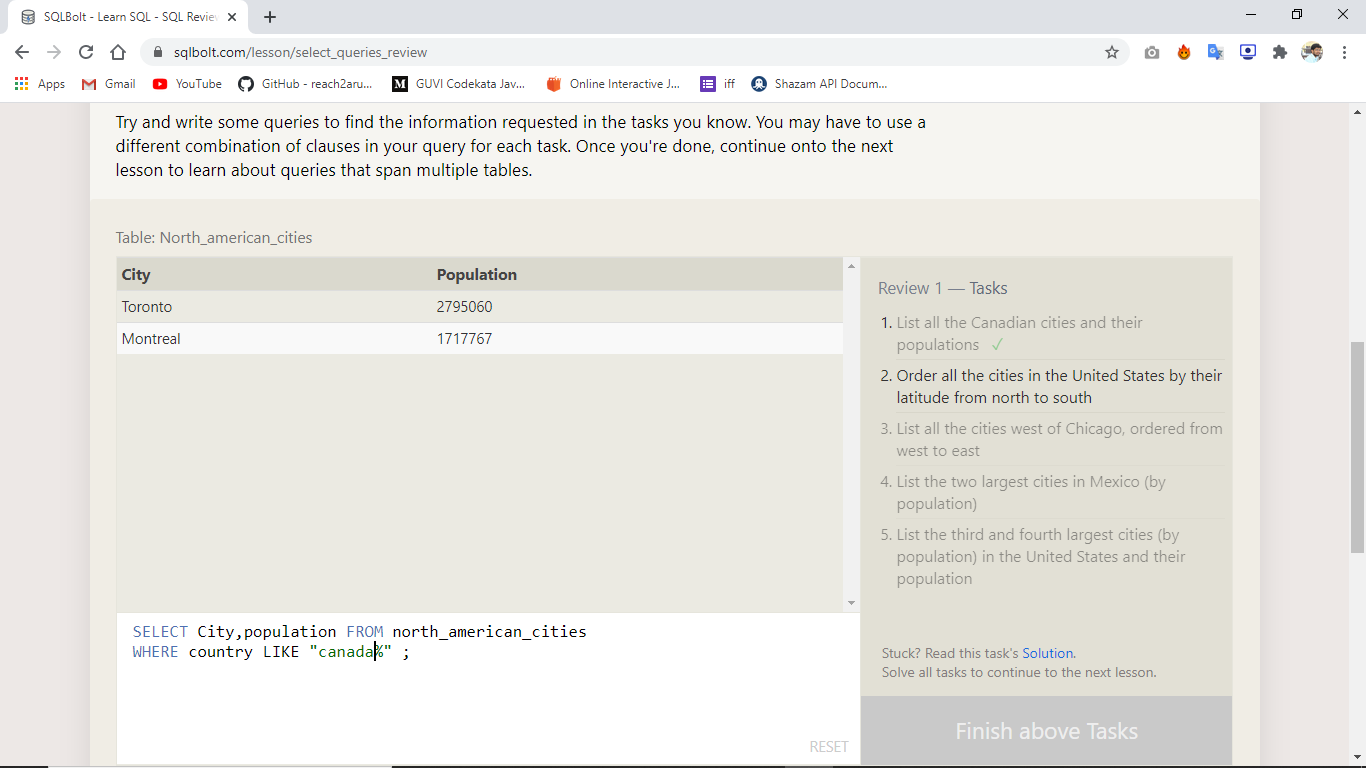 SQLBolt - Learn SQL - SQL Review
sqlbolt.com/lesson/select_queries_review
Apps Gmail YouTube GitHub - reach2aru... GUVI Codekata Jav... Online Interactive J... iff Shazam API Docum...
Try and write some queries to find the information requested in the tasks you know. You may have to use a
different combination of clauses in your query for each task. Once you're done, continue onto the next
lesson to learn about queries that span multiple tables.
Table: North_american_cities
City Population
Toronto 2795060
Montreal 1717767
Review 1 — Tasks
1. List all the Canadian cities and their
populations ✓
2. Order all the cities in the United States by their
latitude from north to south
3. List all the cities west of Chicago, ordered from
west to east
4. List the two largest cities in Mexico (by
population)
5. List the third and fourth largest cities (by
population) in the United States and their
population
SELECT City,population FROM north_american_cities
WHERE country LIKE "canada%" ;
RESET
Stuck? Read this task's Solution.
Solve all tasks to continue to the next lesson.
Finish above Tasks